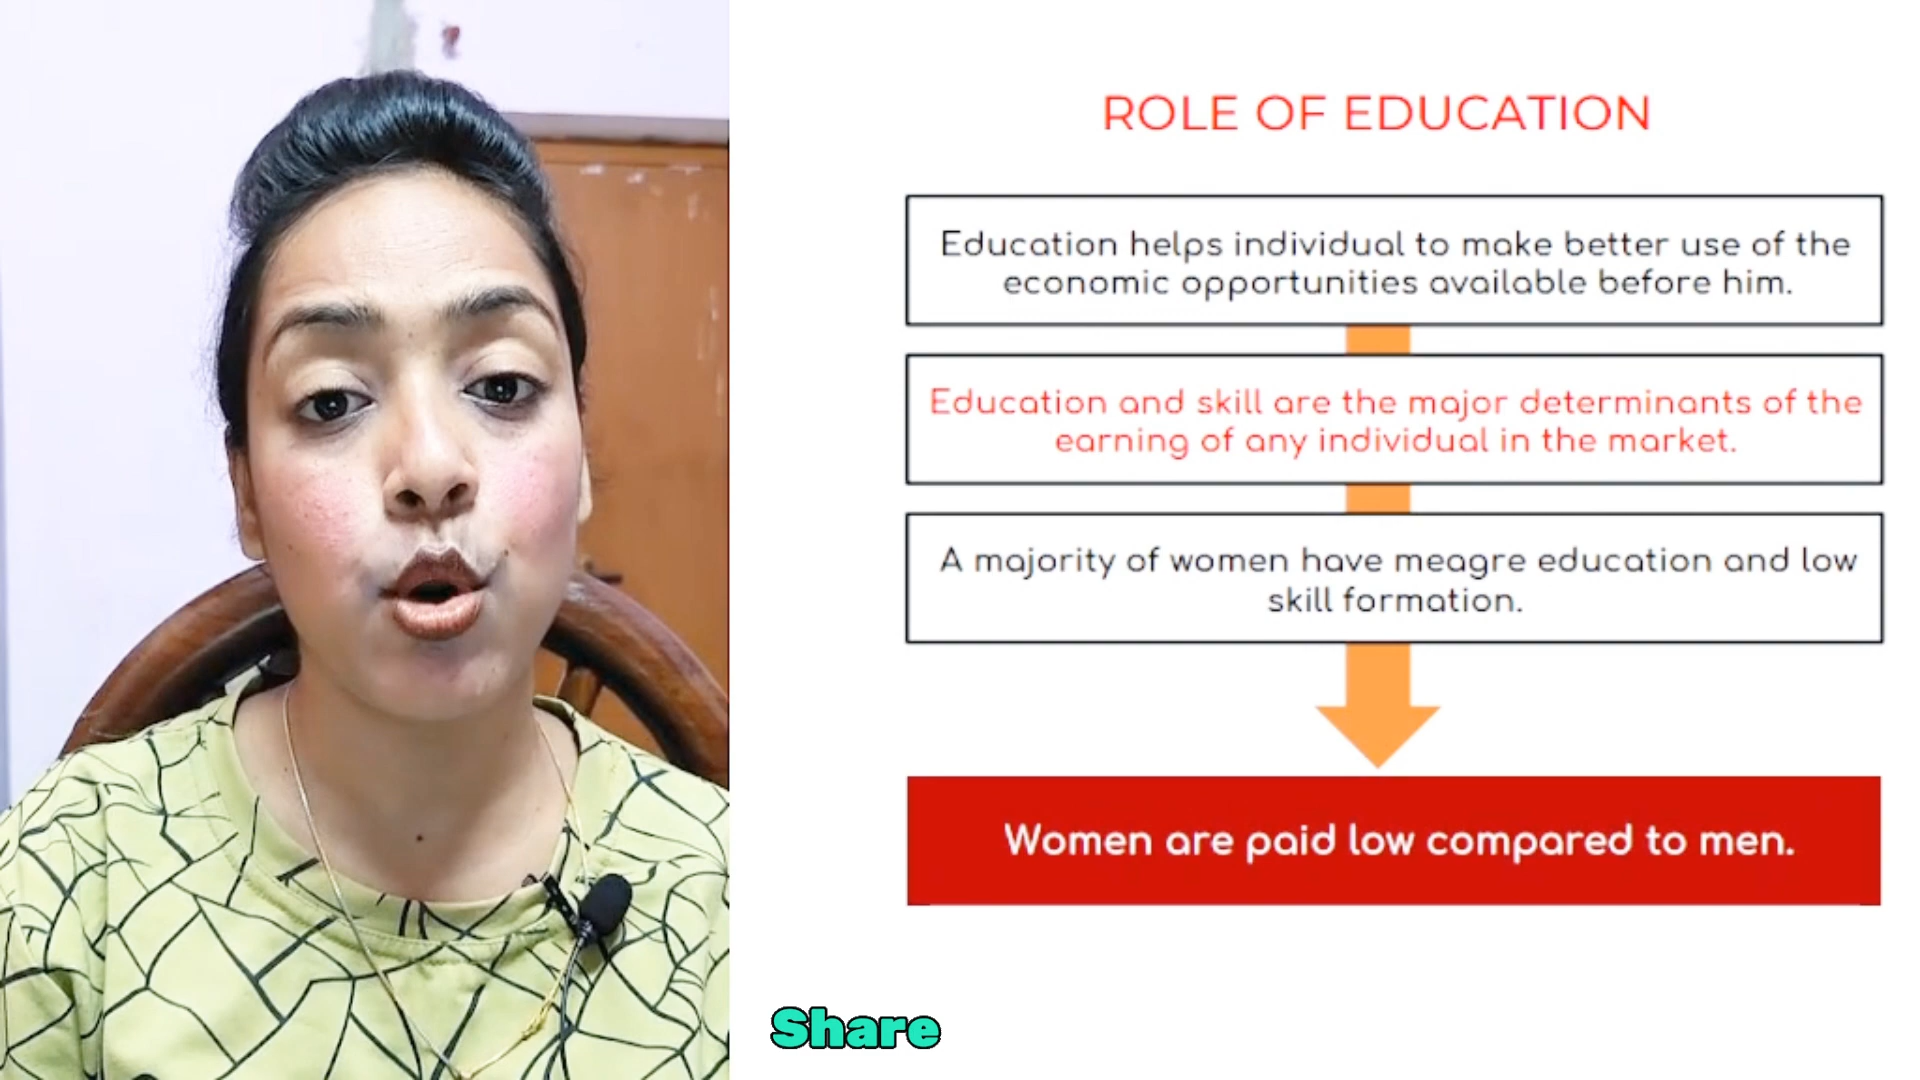 ROLE OF EDUCATION
Education helps individual to make better use of the
economic opportunities available before him.
Education and skill are the major determinants of the
earning of any individual in the market.
A majority of women have meagre education and low
skill formation.
Women are paid low compared to men.
Share